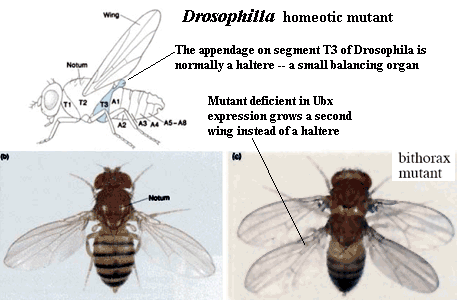 Drosophilla homeotic mutant
Wing
The appendage on segment T3 of Drosophila is
normally a haltere -- a small balancing organ
Notum
T1 T2 T3 A1
A2 A3 A4 A5-A8
Mutant deficient in Ubx
expression grows a second
wing instead of a haltere
(b)
Notum
(c)
bithorax
mutant